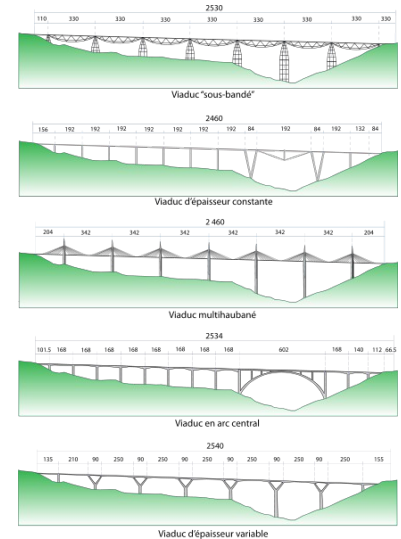 2530
110 330 330 330 330 330 330 330
Viaduc "sous-bandé"
2460
156 192 192 192 192 192 84 192 84 192 132 84
Viaduc d'épaisseur constante
2 460
204 342 342 342 342 342 342 204
Viaduc multihaubané
2534
101.5 168 168 168 168 168 168 168 602 168 140 112 66.5
Viaduc en arc central
2540
135 210 90 250 90 250 90 250 90 250 90 250 90 250 155
Viaduc d'épaisseur variable